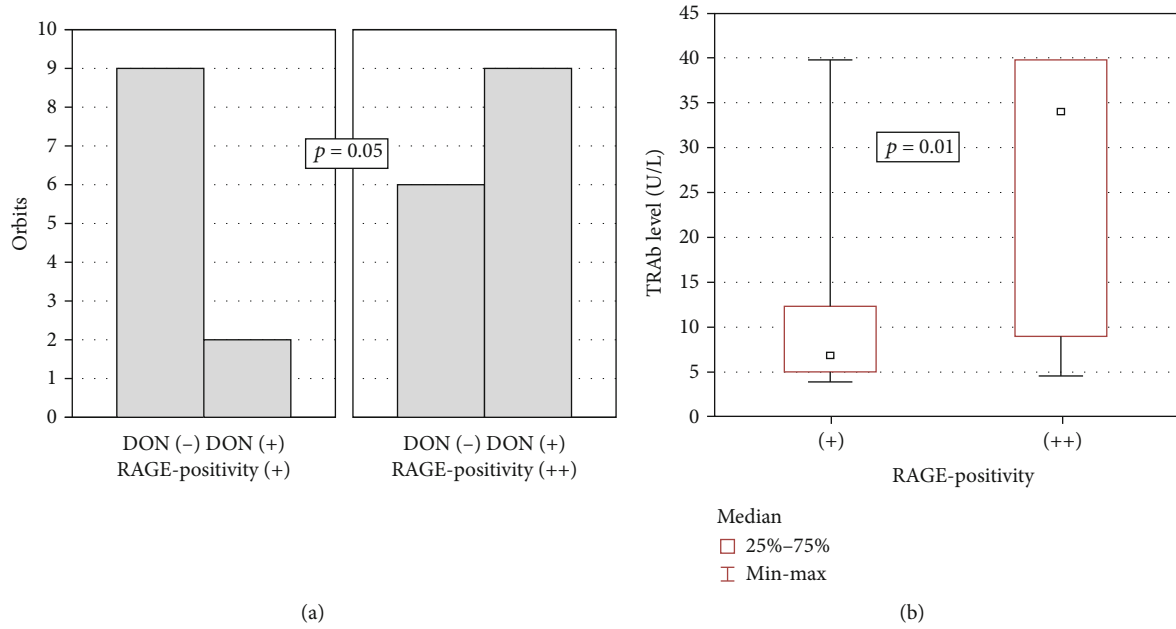 10
9
8
7
6
5
4
3
2
1
0
Orbits
p = 0.05
DON (–) DON (+)
RAGE-positivity (+)
DON (–) DON (+)
RAGE-positivity (++)
(a)
45
40
35
30
25
20
15
10
5
0
TRAb level (U/L)
p = 0.01
(+)
(++)
RAGE-positivity
Median
25%–75%
Min-max
(b)